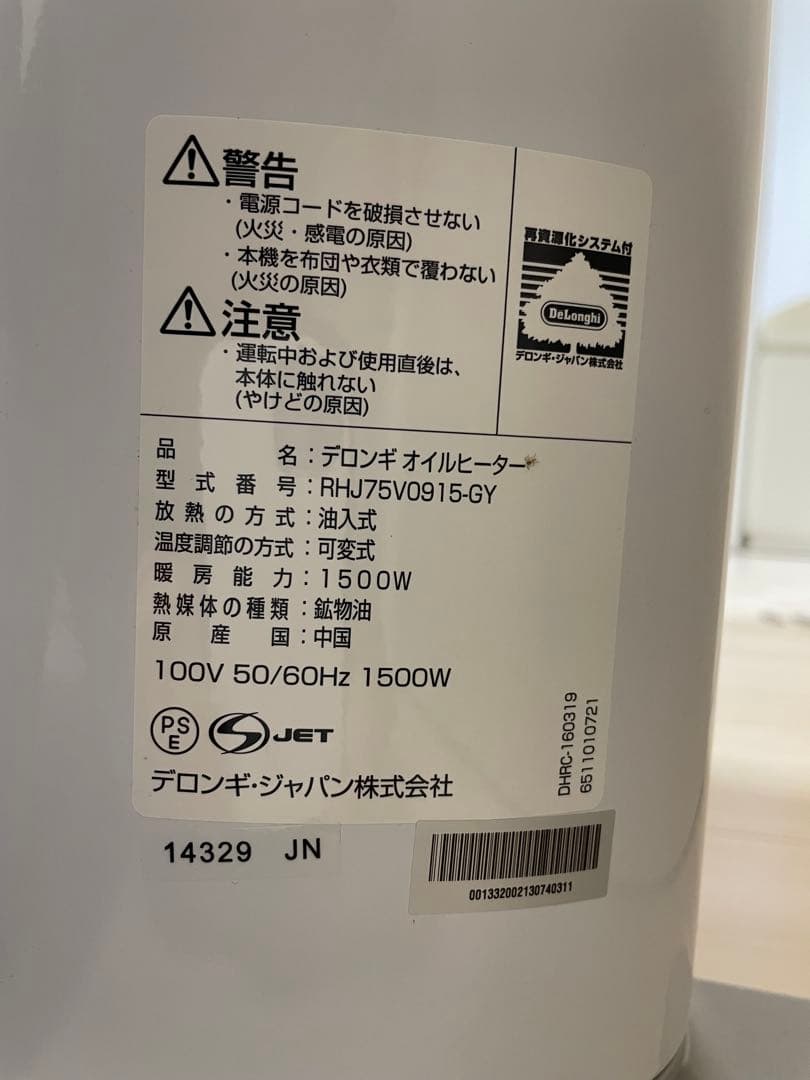 警告
・電源コードを破損させない
(火災・感電の原因)
・本機を布団や衣類で覆わない
(火災の原因)
注意
・運転中および使用直後は、
本体に触れない
(やけどの原因)
再資源化システム付
DeLonghi
デロンギ・ジャパン株式会社
品名：デロンギ オイルヒーター
型式番号：RHJ75V0915-GY
放熱の方式：油入式
温度調節の方式：可変式
暖房能力：1500W
熱媒体の種類：鉱物油
原産国：中国
100V 50/60Hz 1500W
PS
E
S JET
デロンギ・ジャパン株式会社
DHRC-160319
6511010721
14329 JN
001332002130740311